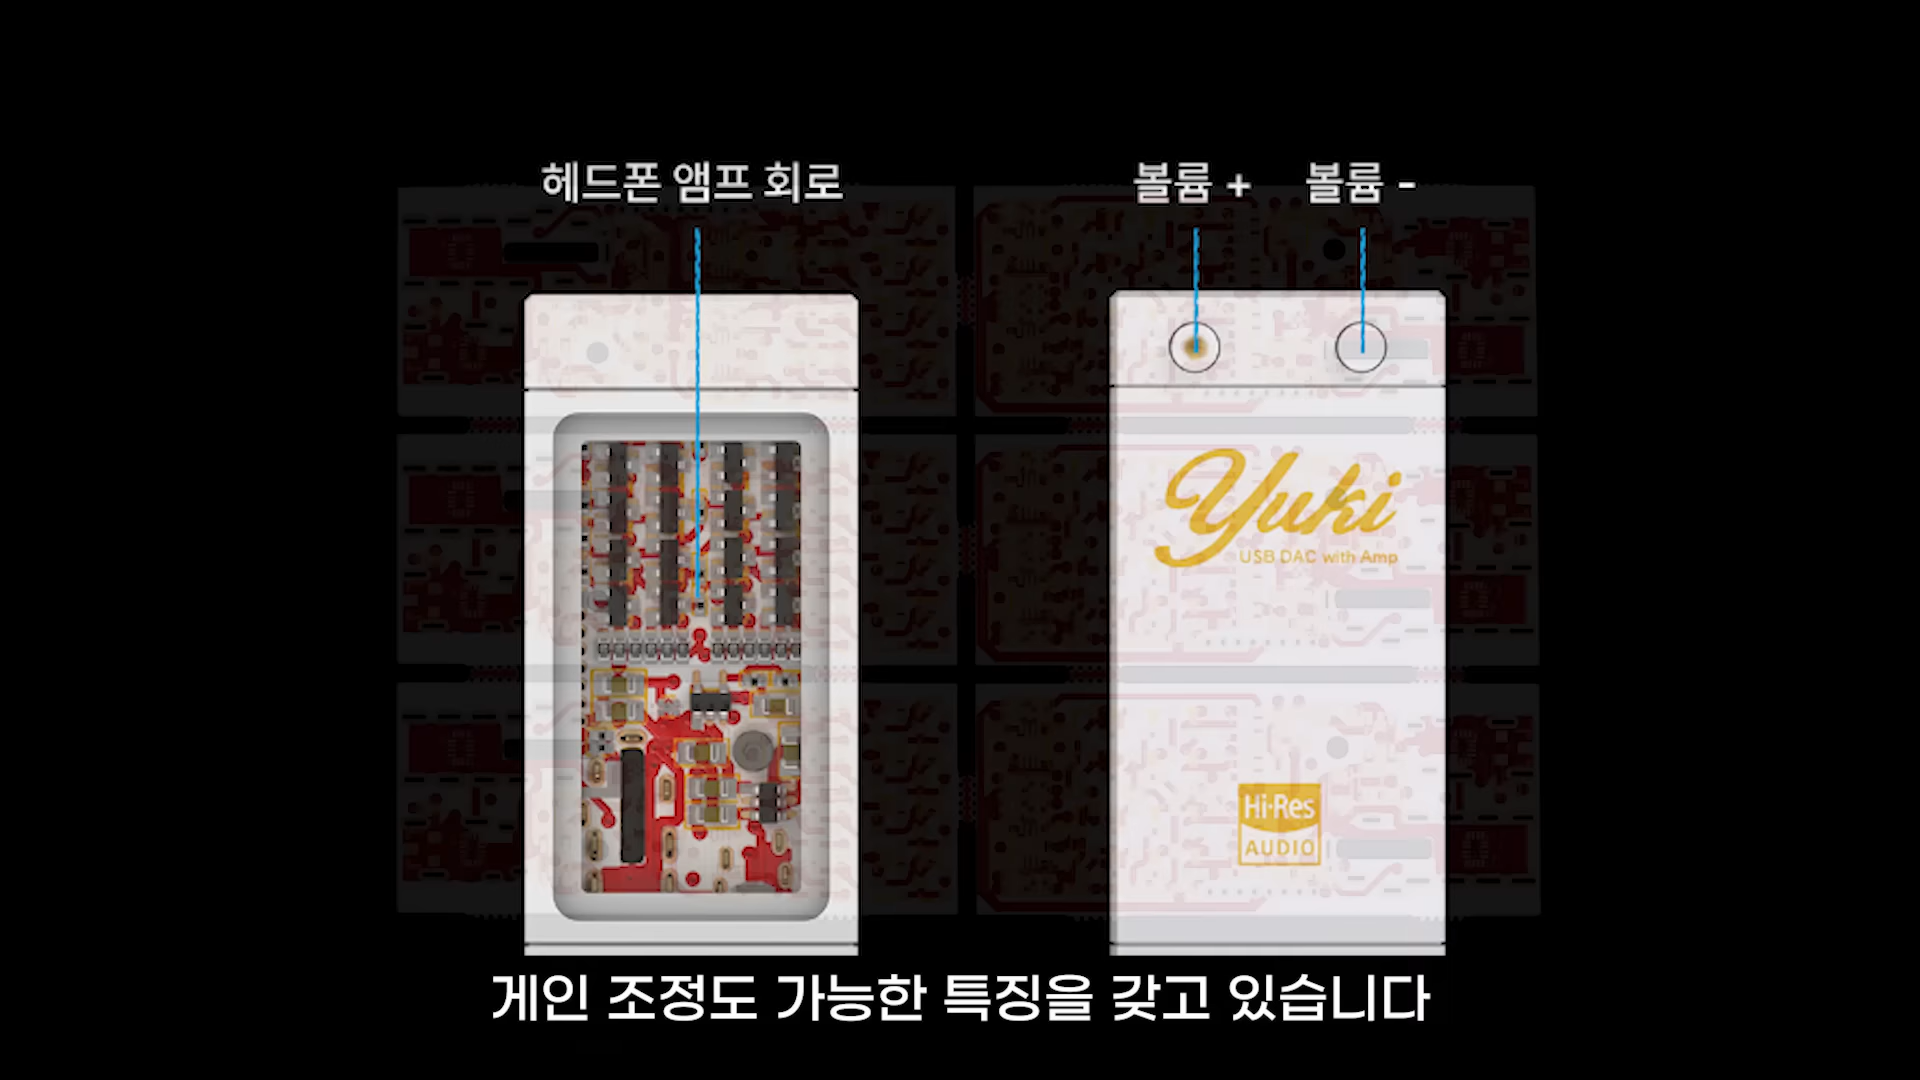 헤드폰 앰프 회로
볼륨 +
볼륨 -
Yuki
USB DAC with Amp
Hi-Res
AUDIO
게인 조정도 가능한 특징을 갖고 있습니다